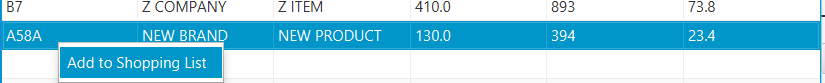 B7 Z COMPANY Z ITEM 410.0 893 73.8
A58A NEW BRAND NEW PRODUCT 130.0 394 23.4
Add to Shopping List